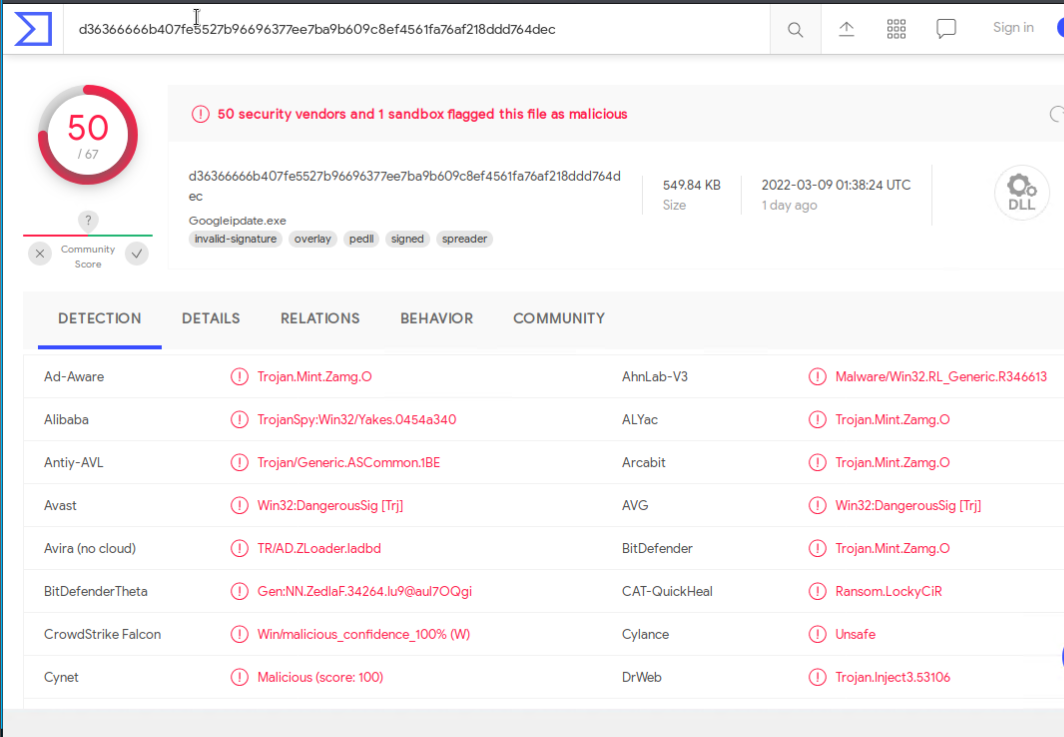 d36366666b407fe5527b96696377ee7ba9b609c8ef4561fa76af218ddd764dec
Sign in
50
/ 67
?
Community
Score
50 security vendors and 1 sandbox flagged this file as malicious
d36366666b407fe5527b96696377ee7ba9b609c8ef4561fa76af218ddd764d
ec
Googleipdate.exe
invalid-signature overlay pedll signed spreader
549.84 KB
Size
2022-03-09 01:38:24 UTC
1 day ago
DLL
DETECTION DETAILS RELATIONS BEHAVIOR COMMUNITY
Ad-Aware Trojan.Mint.Zamg.O AhnLab-V3 Malware/Win32.RL_Generic.R346613
Alibaba TrojanSpy:Win32/Yakes.0454a340 ALYac Trojan.Mint.Zamg.O
Antiy-AVL Trojan/Generic.ASCommon.1BE Arcabit Trojan.Mint.Zamg.O
Avast Win32:DangerousSig [Trj] AVG Win32:DangerousSig [Trj]
Avira (no cloud) TR/AD.ZLoader.ladbd BitDefender Trojan.Mint.Zamg.O
BitDefenderTheta Gen:NN.ZedlaF.34264.lu9@aul7OQgi CAT-QuickHeal Ransom.LockyCiR
CrowdStrike Falcon Win/malicious_confidence_100% (W) Cylance Unsafe
Cynet Malicious (score: 100) DrWeb Trojan.Inject3.53106